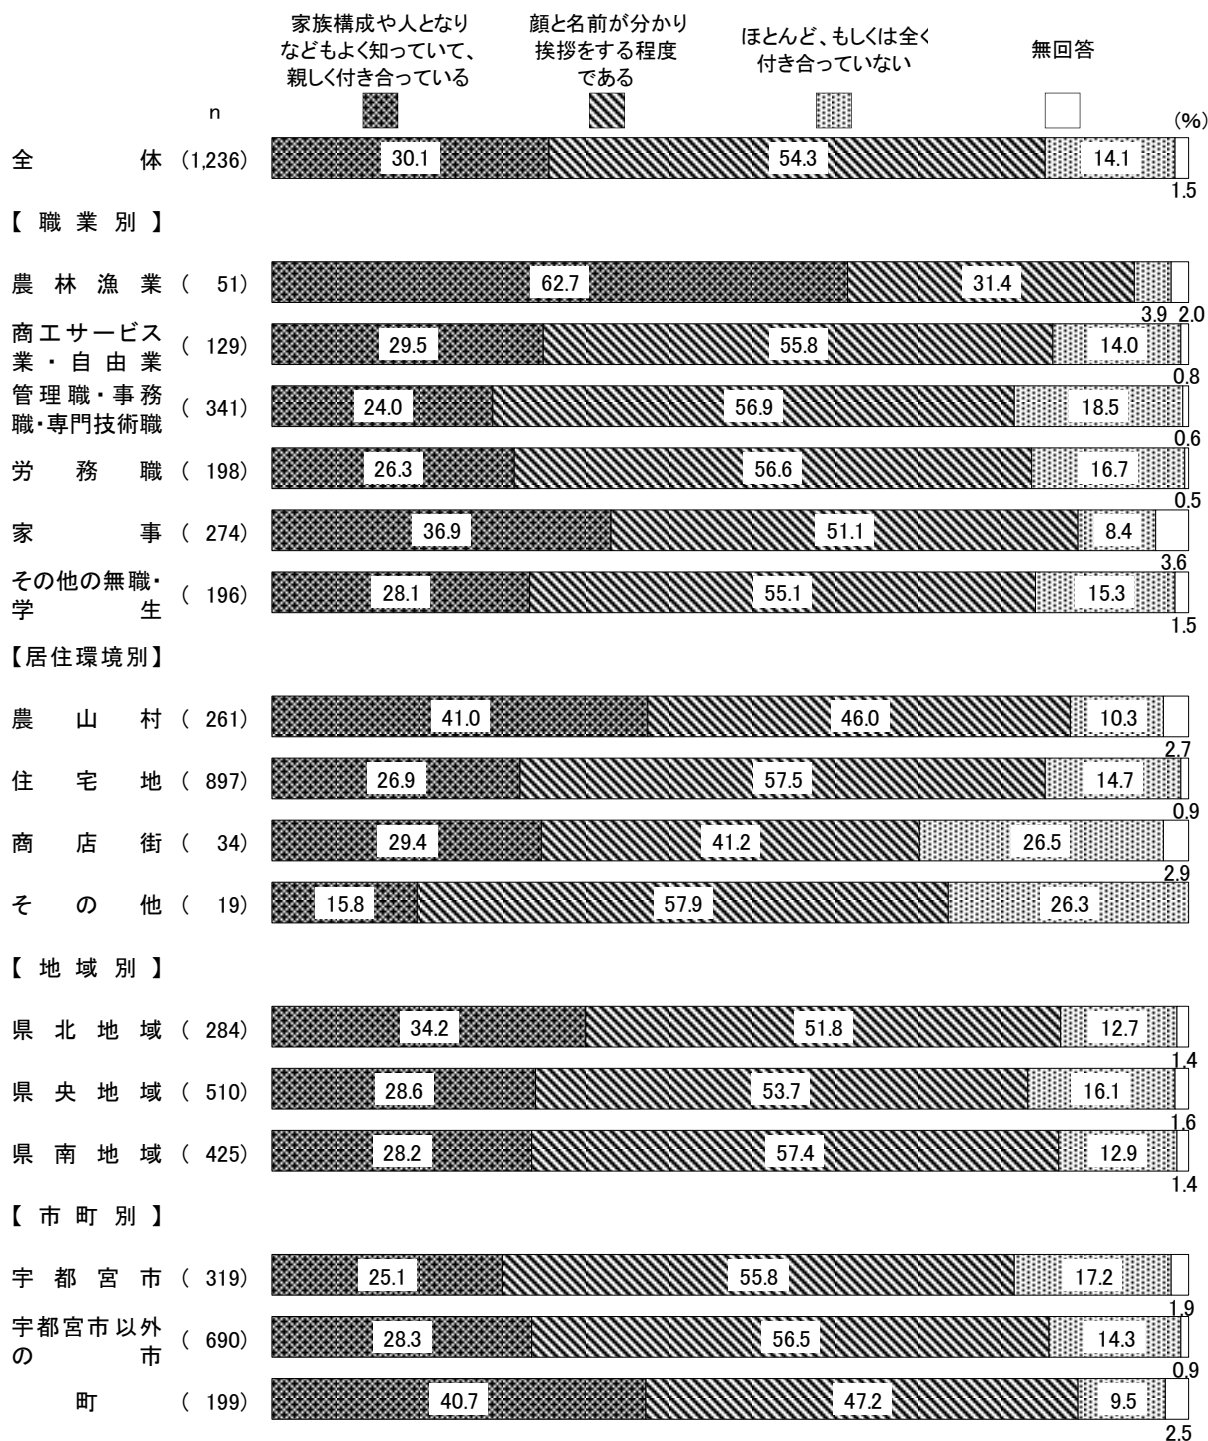 家族構成や人となり
などもよく知っていて、
親しく付き合っている
顔と名前が分かり
挨拶をする程度
である
ほとんど、もしくは全く
付き合っていない
無回答
n
(%)
全体 (1,236) 30.1 54.3 14.1
1.5
【職業別】
農林漁業 ( 51) 62.7 31.4
3.9 2.0
商工サービス
業・自由業 ( 129) 29.5 55.8 14.0
0.8
管理職・事務
職・専門技術職 ( 341) 24.0 56.9 18.5
0.6
労務職 ( 198) 26.3 56.6 16.7
0.5
家事 ( 274) 36.9 51.1 8.4
3.6
その他の無職・
学生 ( 196) 28.1 55.1 15.3
1.5
【居住環境別】
農山村 ( 261) 41.0 46.0 10.3
2.7
住宅地 ( 897) 26.9 57.5 14.7
0.9
商店街 ( 34) 29.4 41.2 26.5
2.9
その他 ( 19) 15.8 57.9 26.3
【地域別】
県北地域 ( 284) 34.2 51.8 12.7
1.4
県央地域 ( 510) 28.6 53.7 16.1
1.6
県南地域 ( 425) 28.2 57.4 12.9
1.4
【市町別】
宇都宮市 ( 319) 25.1 55.8 17.2
1.9
宇都宮市以外
の市 ( 690) 28.3 56.5 14.3
0.9
町 ( 199) 40.7 47.2 9.5
2.5